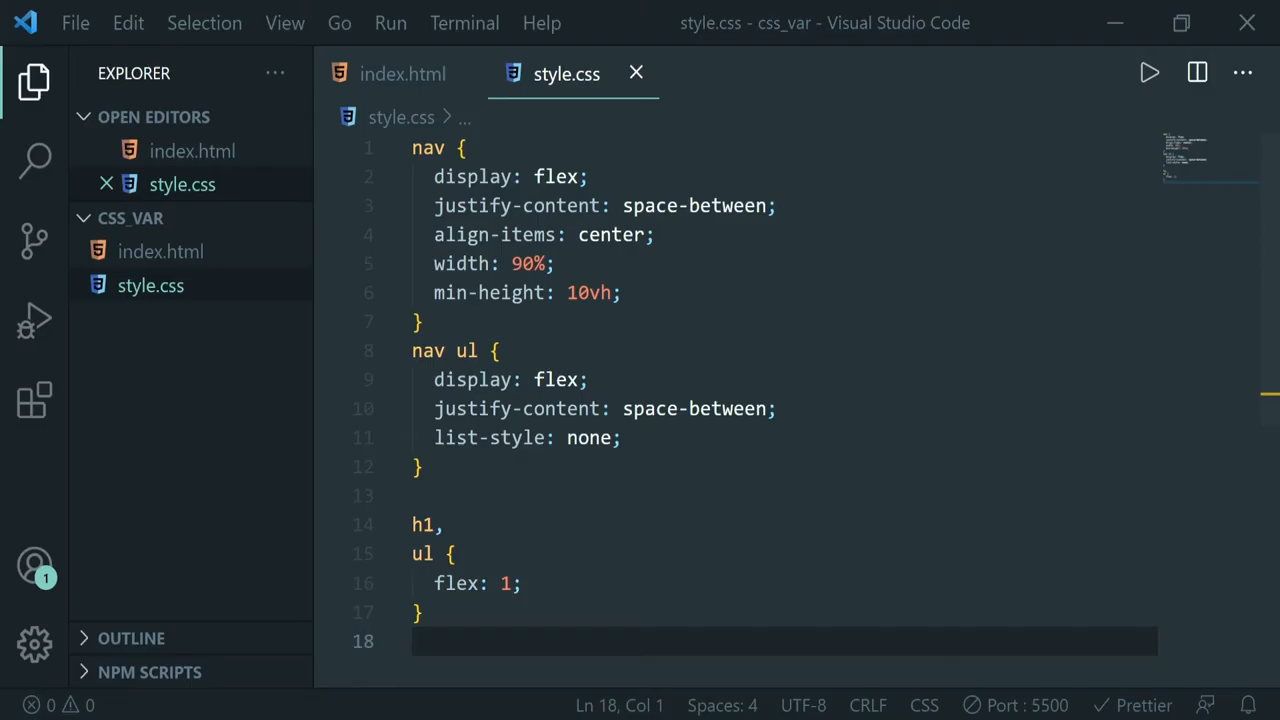 File Edit Selection View Go Run Terminal Help style.css - css_var - Visual Studio Code
EXPLORER
OPEN EDITORS
index.html
style.css
CSS_VAR
index.html
style.css
OUTLINE
NPM SCRIPTS
1
index.html style.css
style.css > ...
1 nav {
2 display: flex;
3 justify-content: space-between;
4 align-items: center;
5 width: 90%;
6 min-height: 10vh;
7 }
8 nav ul {
9 display: flex;
10 justify-content: space-between;
11 list-style: none;
12 }
13
14 h1,
15 ul {
16 flex: 1;
17 }
18
0 0 Ln 18, Col 1 Spaces: 4 UTF-8 CRLF CSS Port : 5500 Prettier